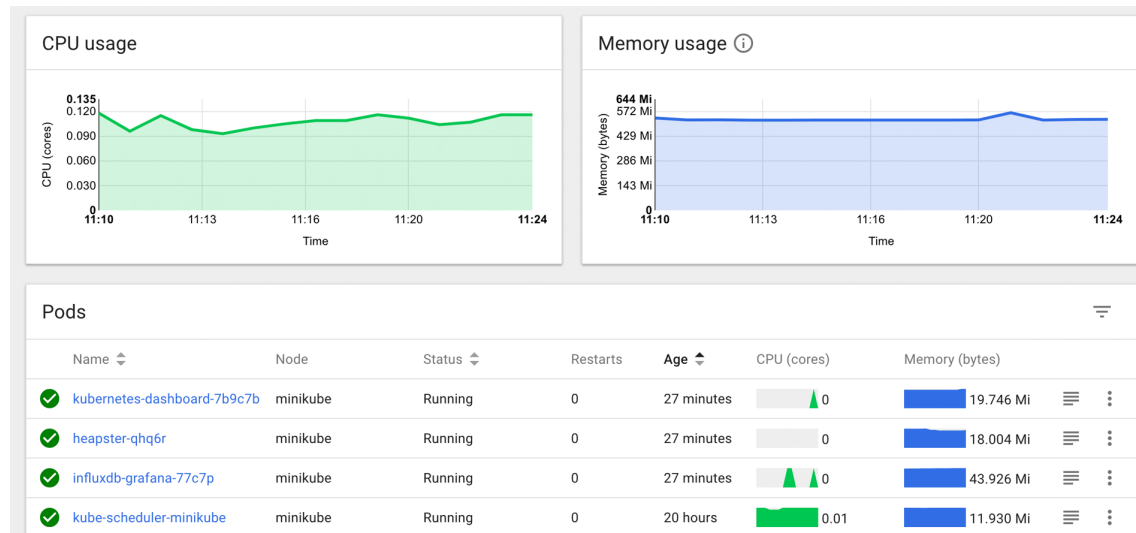 CPU usage
0.135
0.120
0.090
0.060
0.030
0
CPU (cores)
11:10 11:13 11:16 11:20 11:24
Time
Memory usage
644 Mi
572 Mi
429 Mi
286 Mi
143 Mi
0
Memory (bytes)
11:10 11:13 11:16 11:20 11:24
Time
Pods
Name Node Status Restarts Age CPU (cores) Memory (bytes)
kubernetes-dashboard-7b9c7b minikube Running 0 27 minutes 0 19.746 Mi
heapster-qhq6r minikube Running 0 27 minutes 0 18.004 Mi
influxdb-grafana-77c7p minikube Running 0 27 minutes 0 43.926 Mi
kube-scheduler-minikube minikube Running 0 20 hours 0.01 11.930 Mi